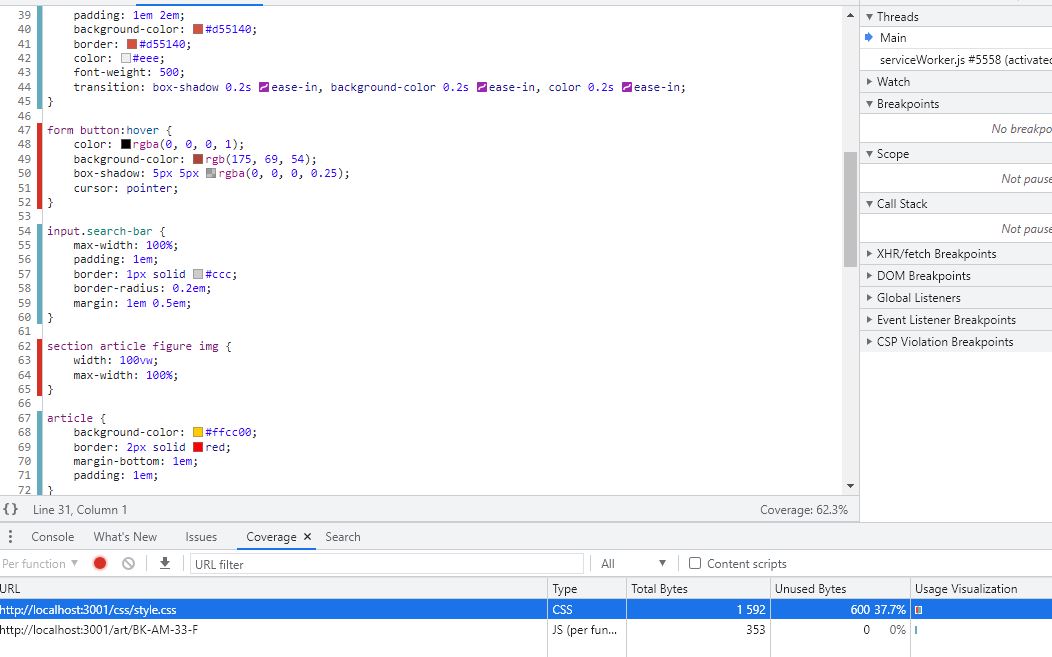 39 padding: 1em 2em;
40 background-color: #d55140;
41 border: #d55140;
42 color: #eee;
43 font-weight: 500;
44 transition: box-shadow 0.2s ease-in, background-color 0.2s ease-in, color 0.2s ease-in;
45 }
46
47 form button:hover {
48 color: rgba(0, 0, 0, 1);
49 background-color: rgb(175, 69, 54);
50 box-shadow: 5px 5px rgba(0, 0, 0, 0.25);
51 cursor: pointer;
52 }
53
54 input.search-bar {
55 max-width: 100%;
56 padding: 1em;
57 border: 1px solid #ccc;
58 border-radius: 0.2em;
59 margin: 1em 0.5em;
60 }
61
62 section article figure img {
63 width: 100vw;
64 max-width: 100%;
65 }
66
67 article {
68 background-color: #ffcc00;
69 border: 2px solid red;
70 margin-bottom: 1em;
71 padding: 1em;
72 }
{} Line 31, Column 1 Coverage: 62.3%
Threads
Main
serviceWorker.js #5558 (activated
Watch
Breakpoints
No breakpo
Scope
Not pause
Call Stack
Not pause
XHR/fetch Breakpoints
DOM Breakpoints
Global Listeners
Event Listener Breakpoints
CSP Violation Breakpoints
Console What's New Issues Coverage × Search
Per function URL filter All Content scripts
URL Type Total Bytes Unused Bytes Usage Visualization
http://localhost:3001/css/style.css CSS 1 592 600 37.7%
http://localhost:3001/art/BK-AM-33-F JS (per fun... 353 0 0%